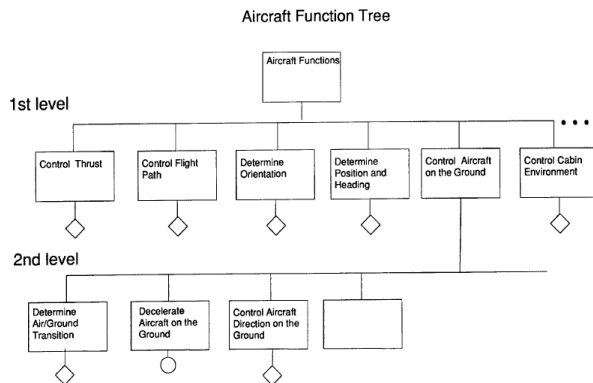 Aircraft Function Tree
Aircraft Functions
1st level
Control Thrust
Control Flight
Path
Determine
Orientation
Determine
Position and
Heading
Control Aircraft
on the Ground
Control Cabin
Environment
2nd level
Determine
Air/Ground
Transition
Decelerate
Aircraft on the
Ground
Control Aircraft
Direction on the
Ground